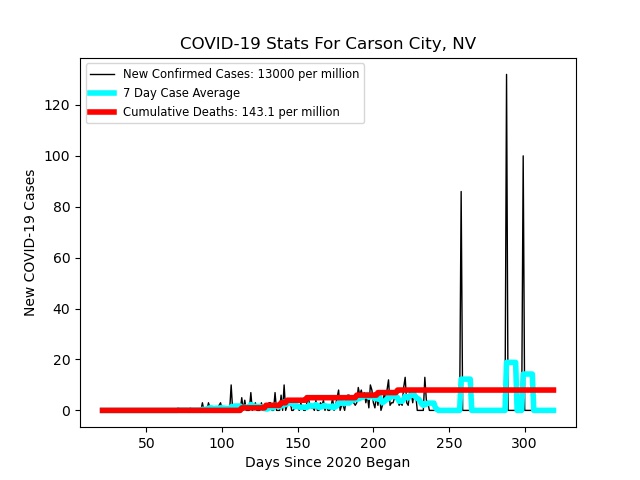 COVID-19 Stats For Carson City, NV
New Confirmed Cases: 13000 per million
7 Day Case Average
Cumulative Deaths: 143.1 per million
New COVID-19 Cases
120
100
80
60
40
20
0
50 100 150 200 250 300
Days Since 2020 Began